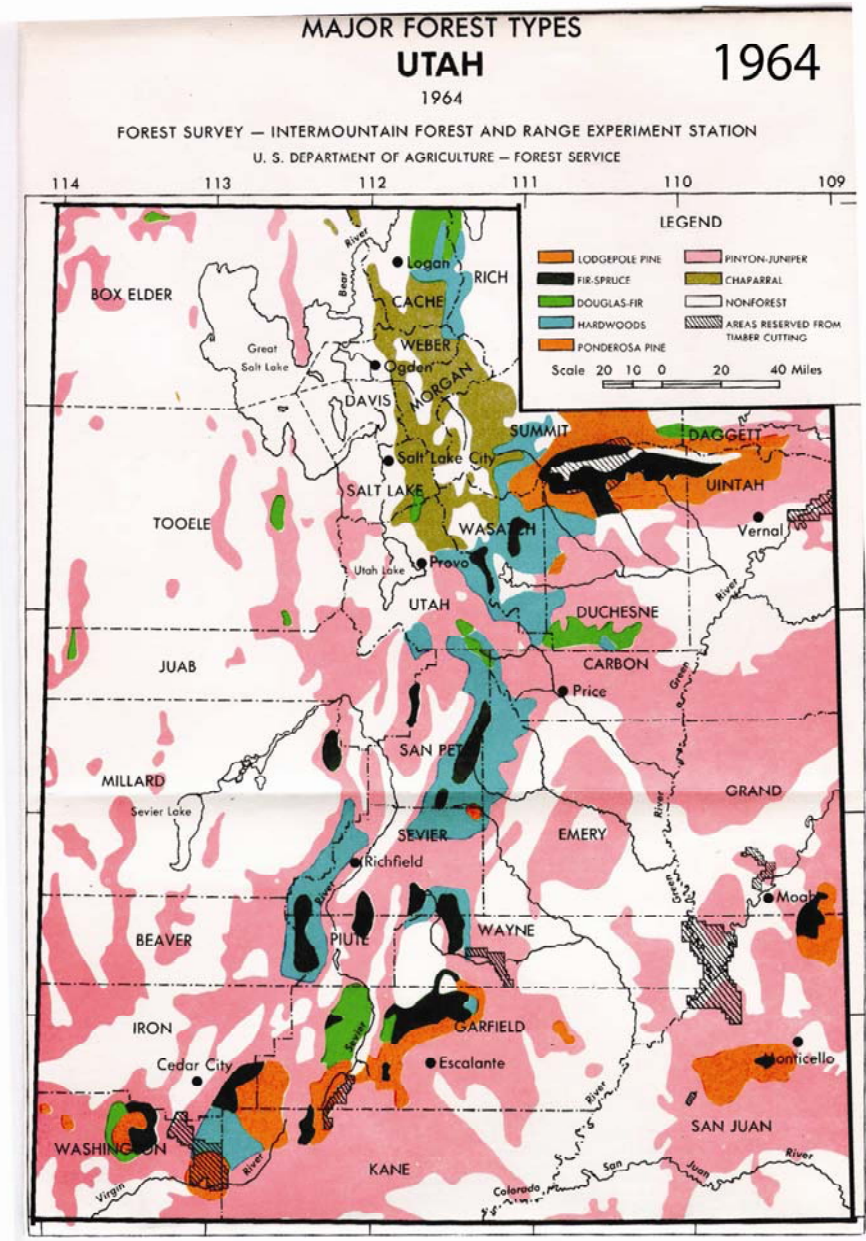 MAJOR FOREST TYPES
UTAH
1964
1964
FOREST SURVEY — INTERMOUNTAIN FOREST AND RANGE EXPERIMENT STATION
U. S. DEPARTMENT OF AGRICULTURE — FOREST SERVICE
114 113 112 111 110 109
LEGEND
LODGEPOLE PINE
FIR-SPRUCE
DOUGLAS-FIR
HARDWOODS
PONDEROSA PINE
PINYON-JUNIPER
CHAPARRAL
NONFOREST
AREAS RESERVED FROM
TIMBER CUTTING
Scale 20 10 0 20 40 Miles
River
Bear
Logan
RICH
BOX ELDER
CACHE
Great
Salt Lake
WEBER
Ogden
MORGAN
DAVIS
SUMMIT
DAGGETT
Salt Lake City
SALT LAKE
UINTAH
TOOELE
WASATCH
Vernal
Utah Lake
Provo
River
UTAH
DUCHESNE
JUAB
CARBON
Green
Price
SAN PETE
MILLARD
GRAND
Sevier Lake
River
SEVIER
EMERY
Richfield
River
Green
Moab
BEAVER
PIUTE
WAYNE
IRON
Sevier
GARFIELD
Cedar City
Escalante
Monticello
River
WASHINGTON
SAN JUAN
Virgin
River
KANE
Colorado
San
Juan
River